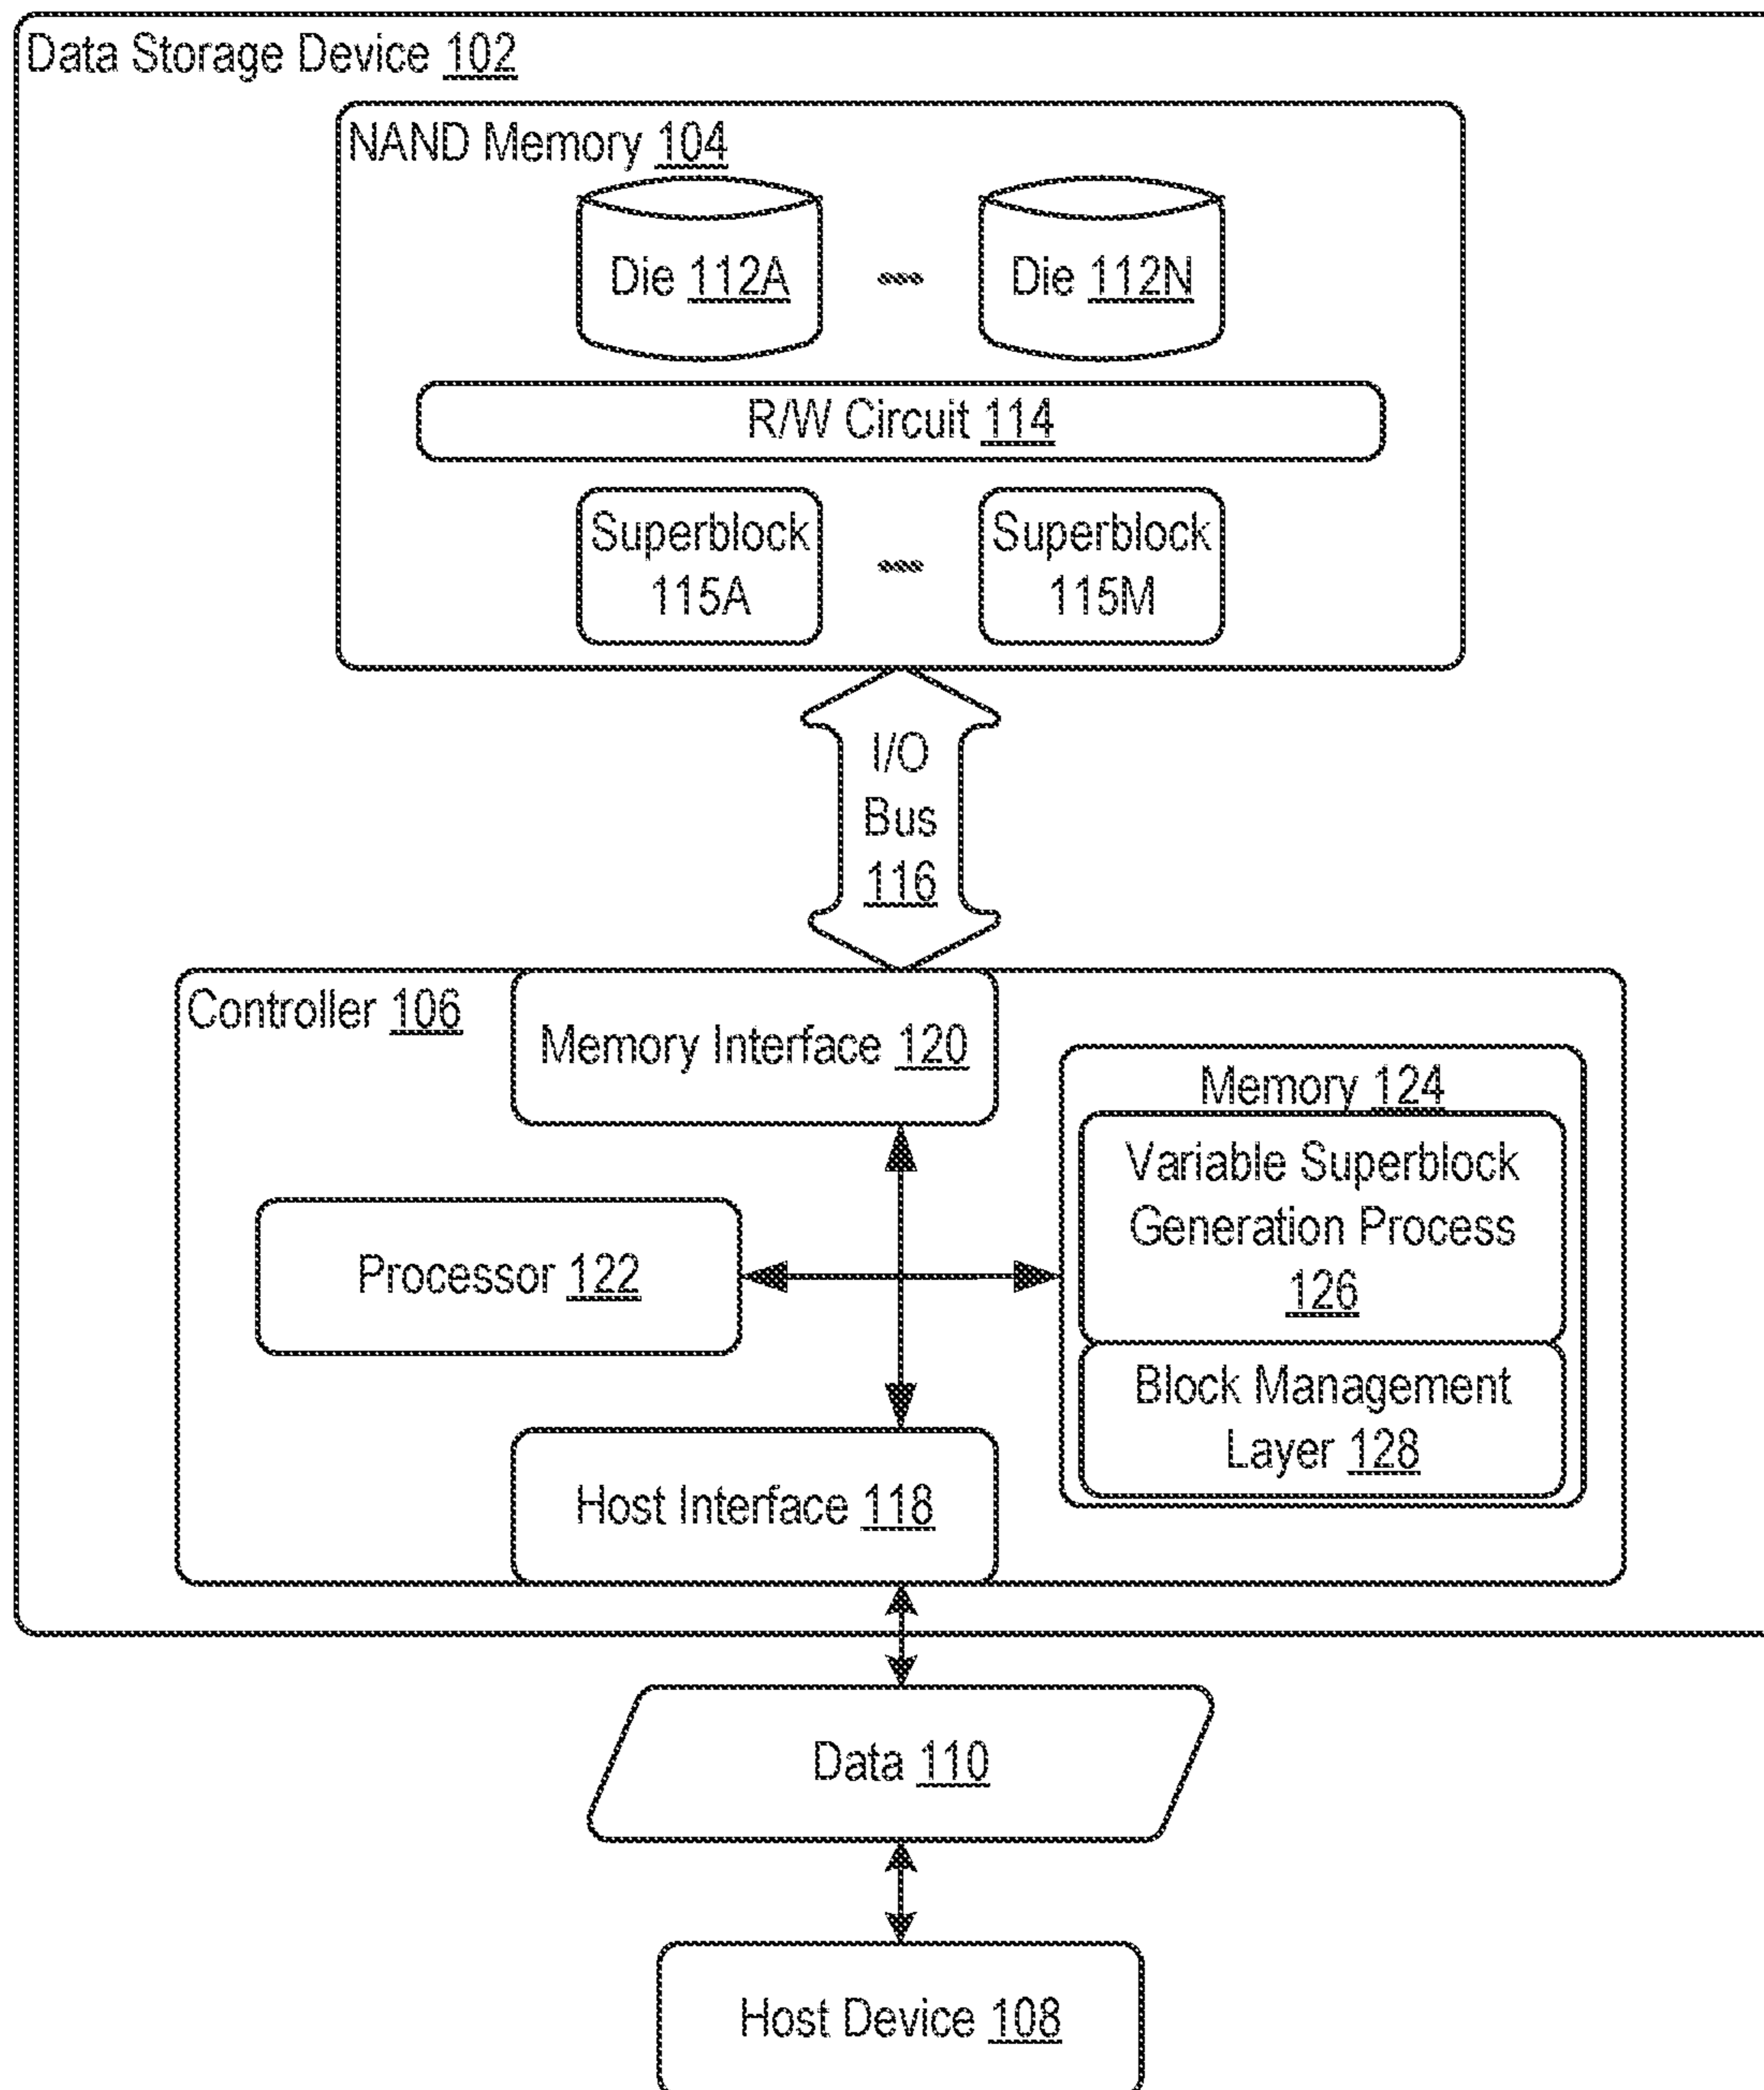 Data Storage Device 102
NAND Memory 104
Die 112A
Die 112N
R/W Circuit 114
Superblock
115A
Superblock
115M
I/O
Bus
116
Controller 106
Memory Interface 120
Memory 124
Variable Superblock
Generation Process
126
Processor 122
Block Management
Layer 128
Host Interface 118
Data 110
Host Device 108